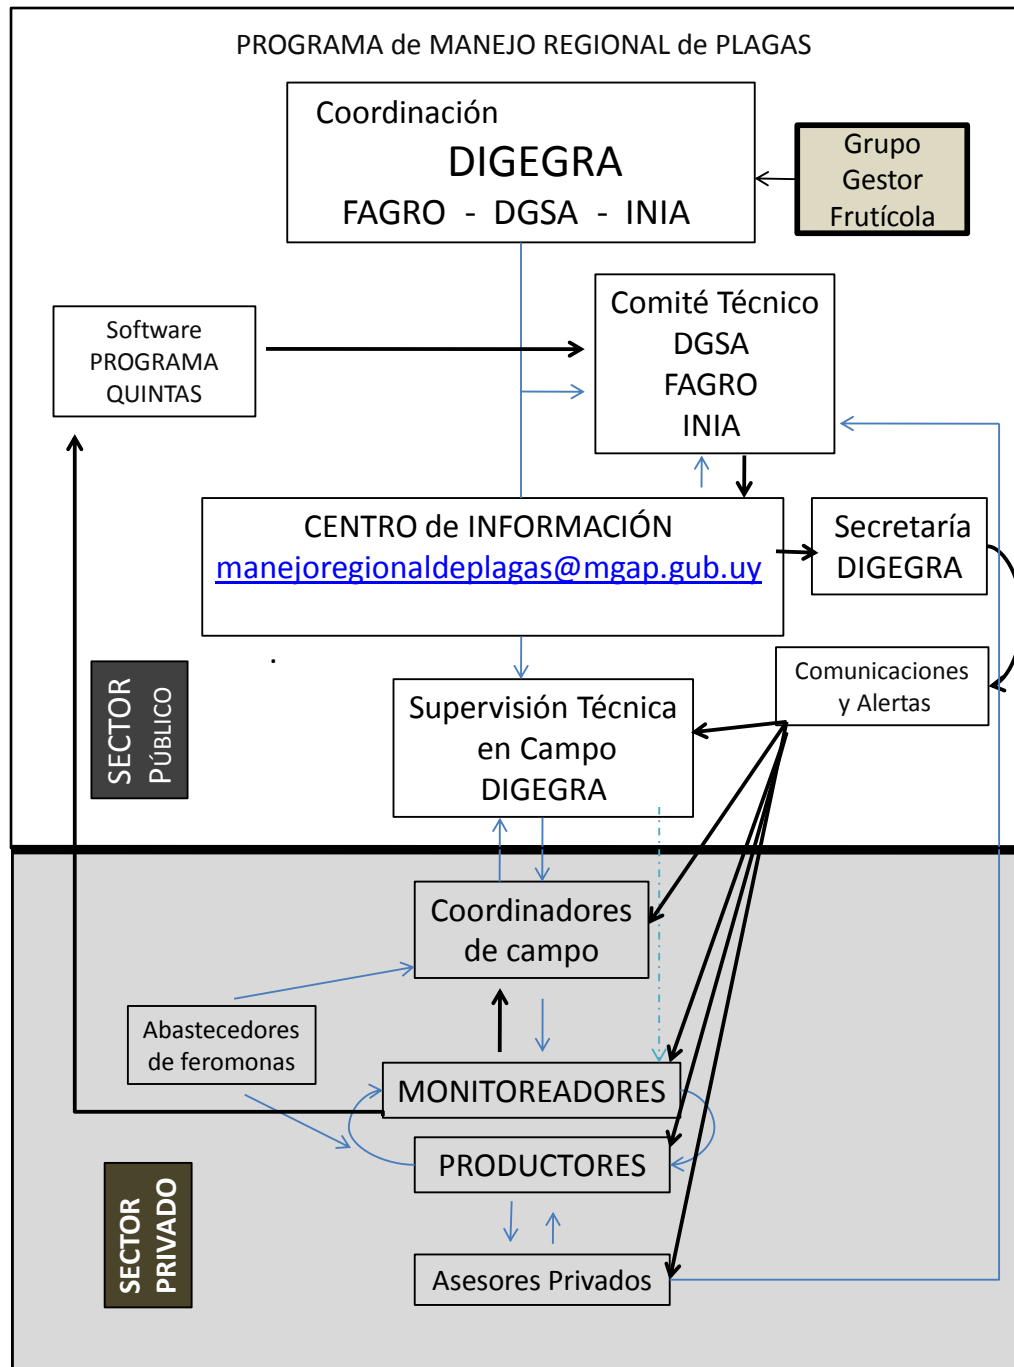 PROGRAMA de MANEJO REGIONAL de PLAGAS
Coordinación
DIGEGRA
FAGRO - DGSA - INIA
Grupo
Gestor
Frutícola
Comité Técnico
DGSA
FAGRO
INIA
Software
PROGRAMA
QUINTAS
CENTRO de INFORMACIÓN
manejoregionaldeplagas@mgap.gub.uy
Secretaría
DIGEGRA
.
Comunicaciones
y Alertas
SECTOR
PÚBLICO
Supervisión Técnica
en Campo
DIGEGRA
Coordinadores
de campo
Abastecedores
de feromonas
MONITOREADORES
PRODUCTORES
SECTOR
PRIVADO
Asesores Privados